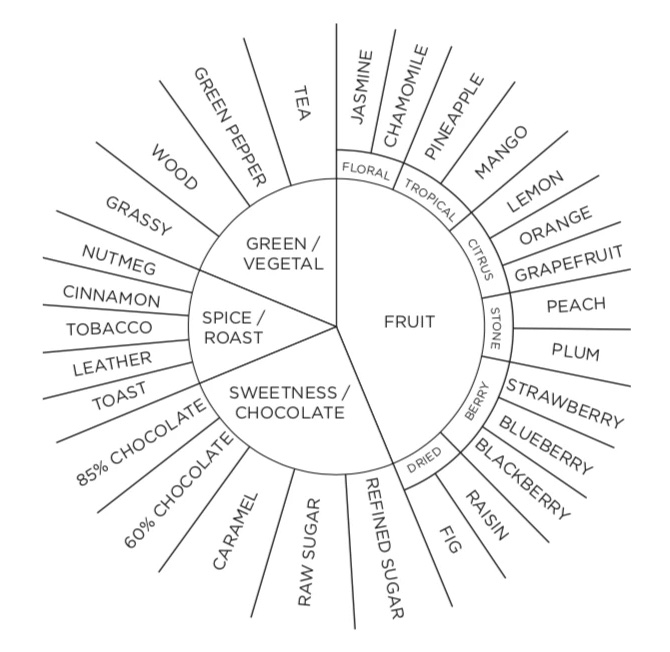 JASMINE
CHAMOMILE
PINEAPPLE
MANGO
LEMON
ORANGE
GRAPEFRUIT
PEACH
PLUM
STRAWBERRY
BLUEBERRY
BLACKBERRY
RAISIN
FIG
REFINED SUGAR
RAW SUGAR
CARAMEL
60% CHOCOLATE
85% CHOCOLATE
TOAST
LEATHER
TOBACCO
CINNAMON
NUTMEG
GRASSY
WOOD
GREEN PEPPER
TEA
FLORAL
TROPICAL
CITRUS
STONE
BERRY
DRIED
FRUIT
SWEETNESS /
CHOCOLATE
SPICE /
ROAST
GREEN /
VEGETAL